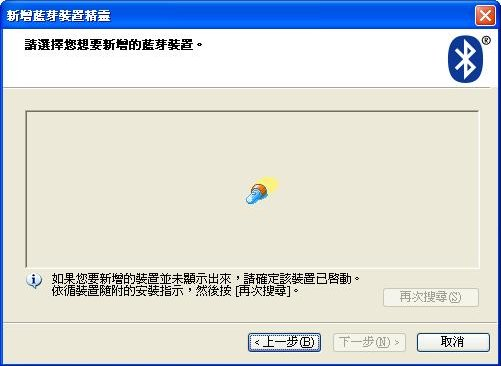 新增藍芽裝置精靈
請選擇您想要新增的藍芽裝置。
®
如果您要新增的裝置並未顯示出來，請確定該裝置已啟動。
依循裝置隨附的安裝指示，然後按 [再次搜尋]。
再次搜尋(S)
<上一步(B) 下一步(N)> 取消